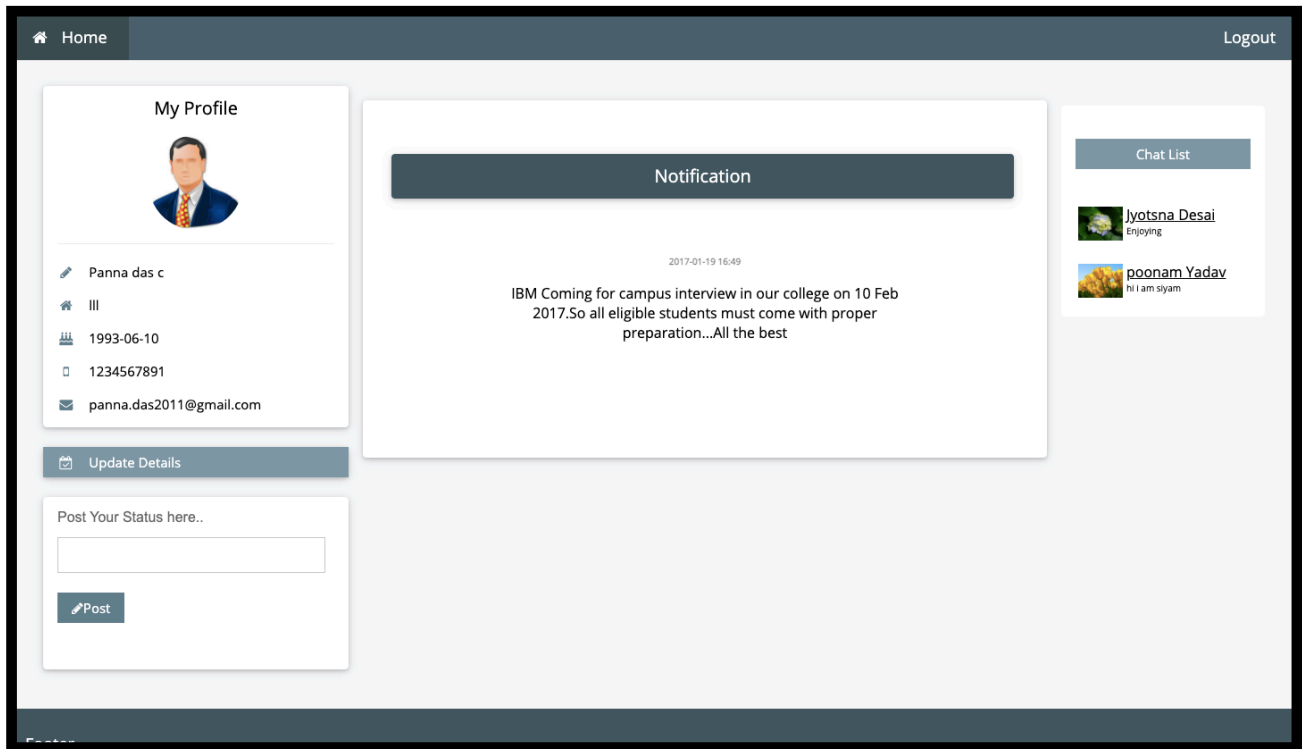 Home
Logout
My Profile
Panna das c
lll
1993-06-10
1234567891
panna.das2011@gmail.com
Update Details
Post Your Status here..
Post
Notification
2017-01-19 16:49
IBM Coming for campus interview in our college on 10 Feb
2017.So all eligible students must come with proper
preparation...All the best
Chat List
Jyotsna Desai
Enjoying
poonam Yadav
hi i am siyam
Footer